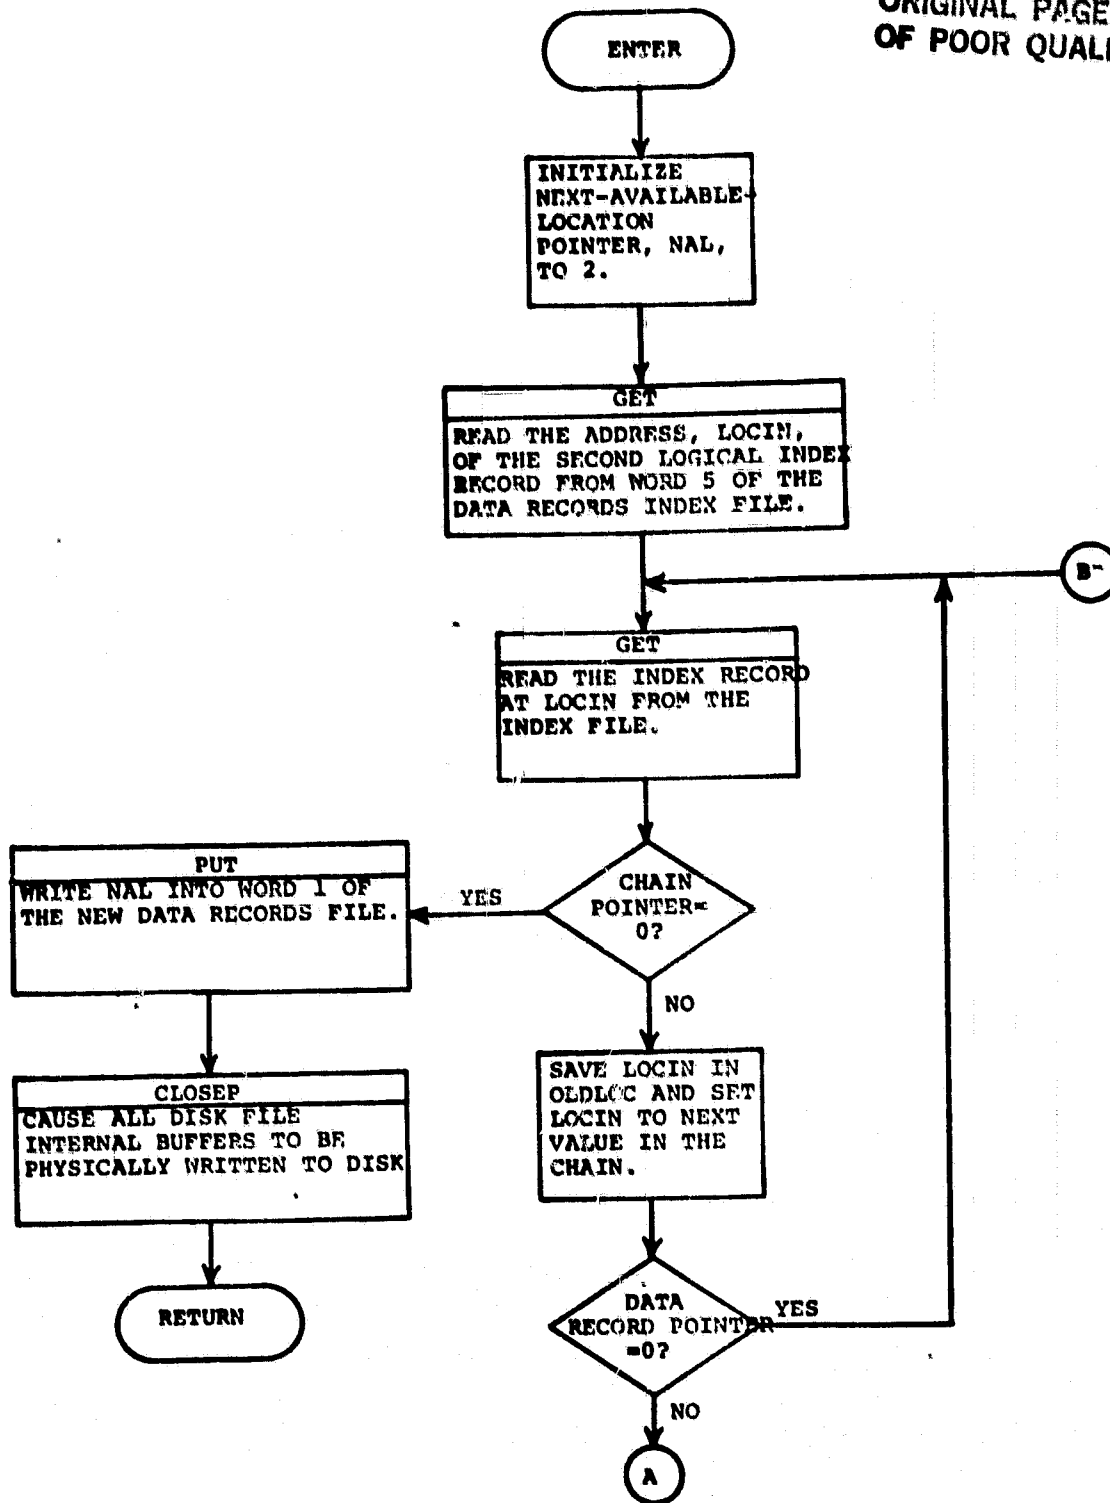 ORIGINAL PAGE
OF POOR
ENTER
INITIALIZE
NEXT-AVAILABLE-
LOCATION
POINTER, NAL,
TO 2.
GET
READ THE ADDRESS, LOCIN,
OF THE SECOND LOGICAL INDEX
RECORD FROM WORD 5 OF THE
DATA RECORDS INDEX FILE.
B
GET
READ THE INDEX RECORD
AT LOCIN FROM THE
INDEX FILE.
CHAIN
POINTER=
0?
YES
NO
PUT
WRITE NAL INTO WORD 1 OF
THE NEW DATA RECORDS FILE.
CLOSEP
CAUSE ALL DISK FILE
INTERNAL BUFFERS TO BE
PHYSICALLY WRITTEN TO DISK
RETURN
SAVE LOCIN IN
OLDLOC AND SET
LOCIN TO NEXT
VALUE IN THE
CHAIN.
DATA
RECORD POINTER
=0?
YES
NO
A